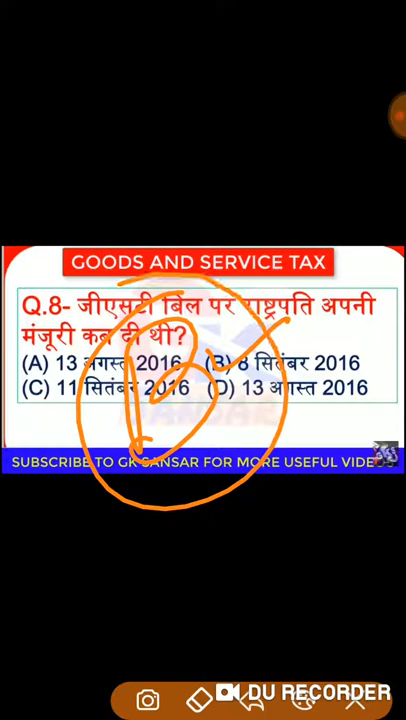 GOODS AND SERVICE TAX
Q.8- जीएसटी बिल पर राष्ट्रपति अपनी
मंजूरी कब दी थी?
(A) 13 अगस्त 2016 (B) 8 सितंबर 2016
(C) 11 सितंबर 2016 (D) 13 अगस्त 2016
SUBSCRIBE TO GK SANSAR FOR MORE USEFUL VIDE
B
DU RECORDER